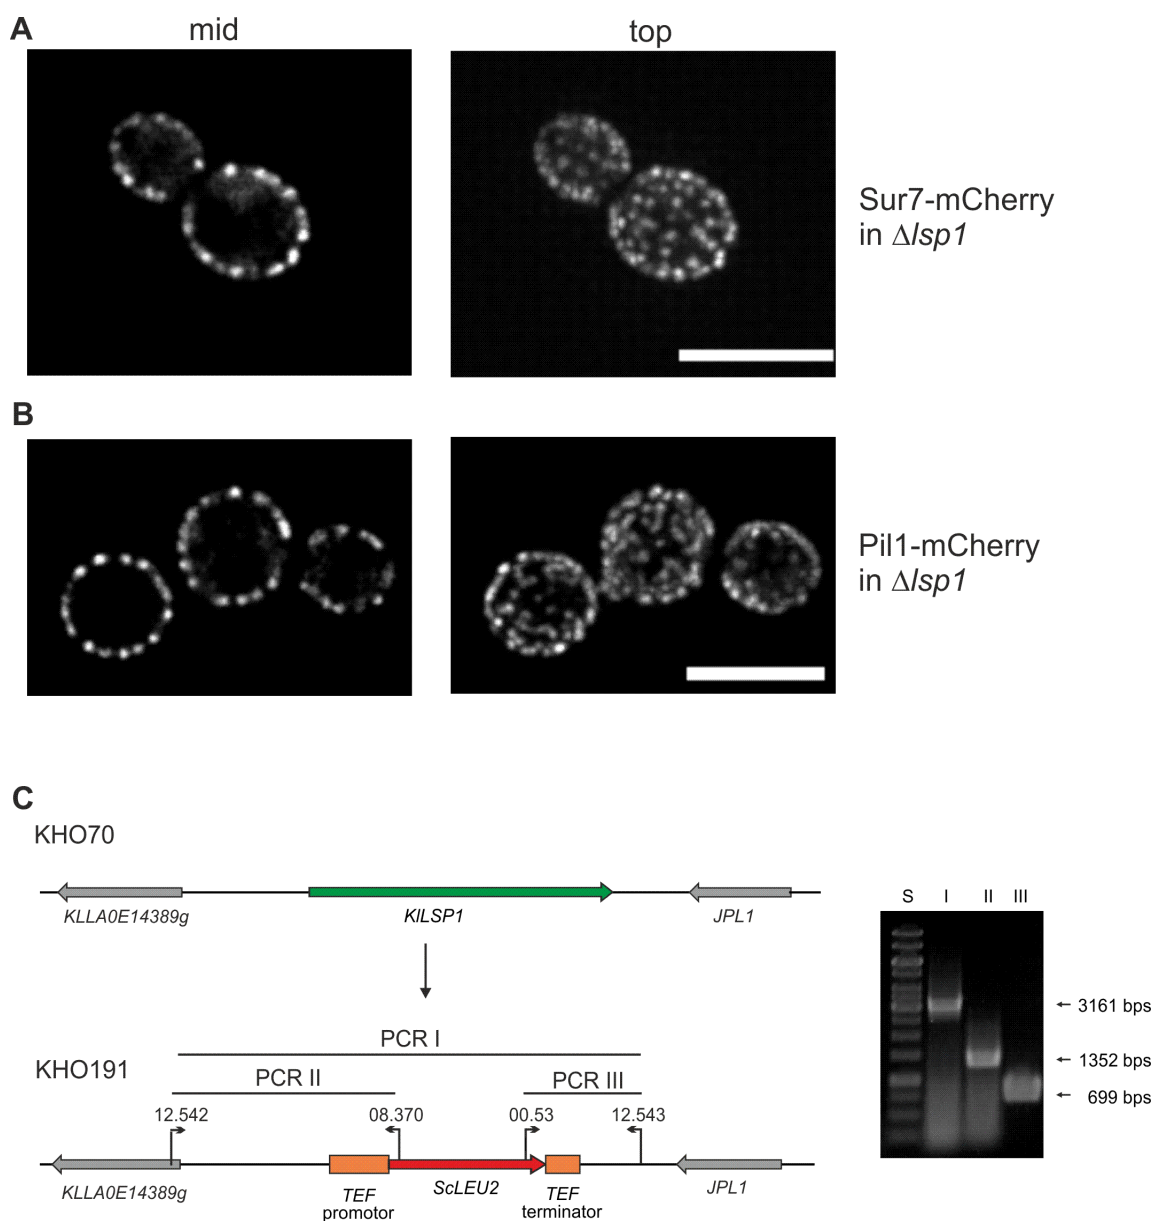 A
mid
top
Sur7-mCherry
in Δlsp1
B
Pil1-mCherry
in Δlsp1
C
KHO70
KLLA0E14389g
KlLSP1
JPL1
S I II III
3161 bps
1352 bps
699 bps
PCR I
KHO191
PCR II
PCR III
12.542
08.370
00.53
12.543
KLLA0E14389g
TEF
promotor
ScLEU2
TEF
terminator
JPL1